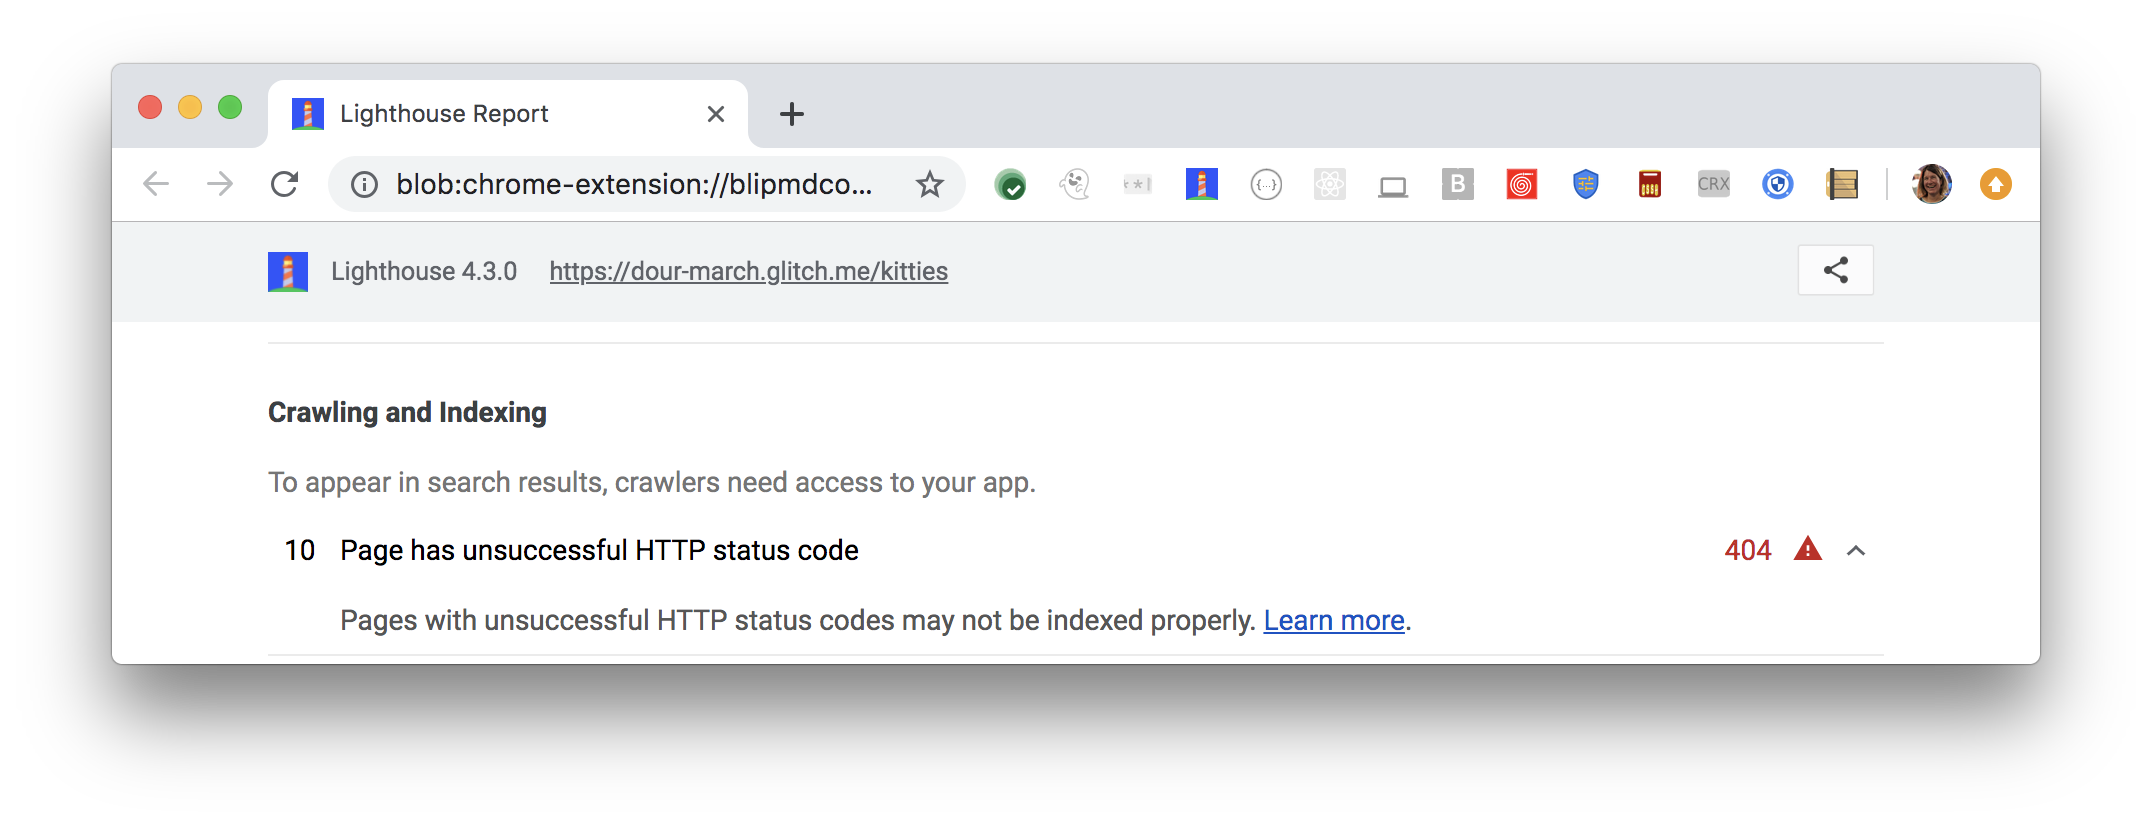 Lighthouse Report
blob:chrome-extension://blipmdco...
**|
{...}
B
CRX
Lighthouse 4.3.0 https://dour-march.glitch.me/kitties
Crawling and Indexing
To appear in search results, crawlers need access to your app.
10 Page has unsuccessful HTTP status code 404
Pages with unsuccessful HTTP status codes may not be indexed properly. Learn more.